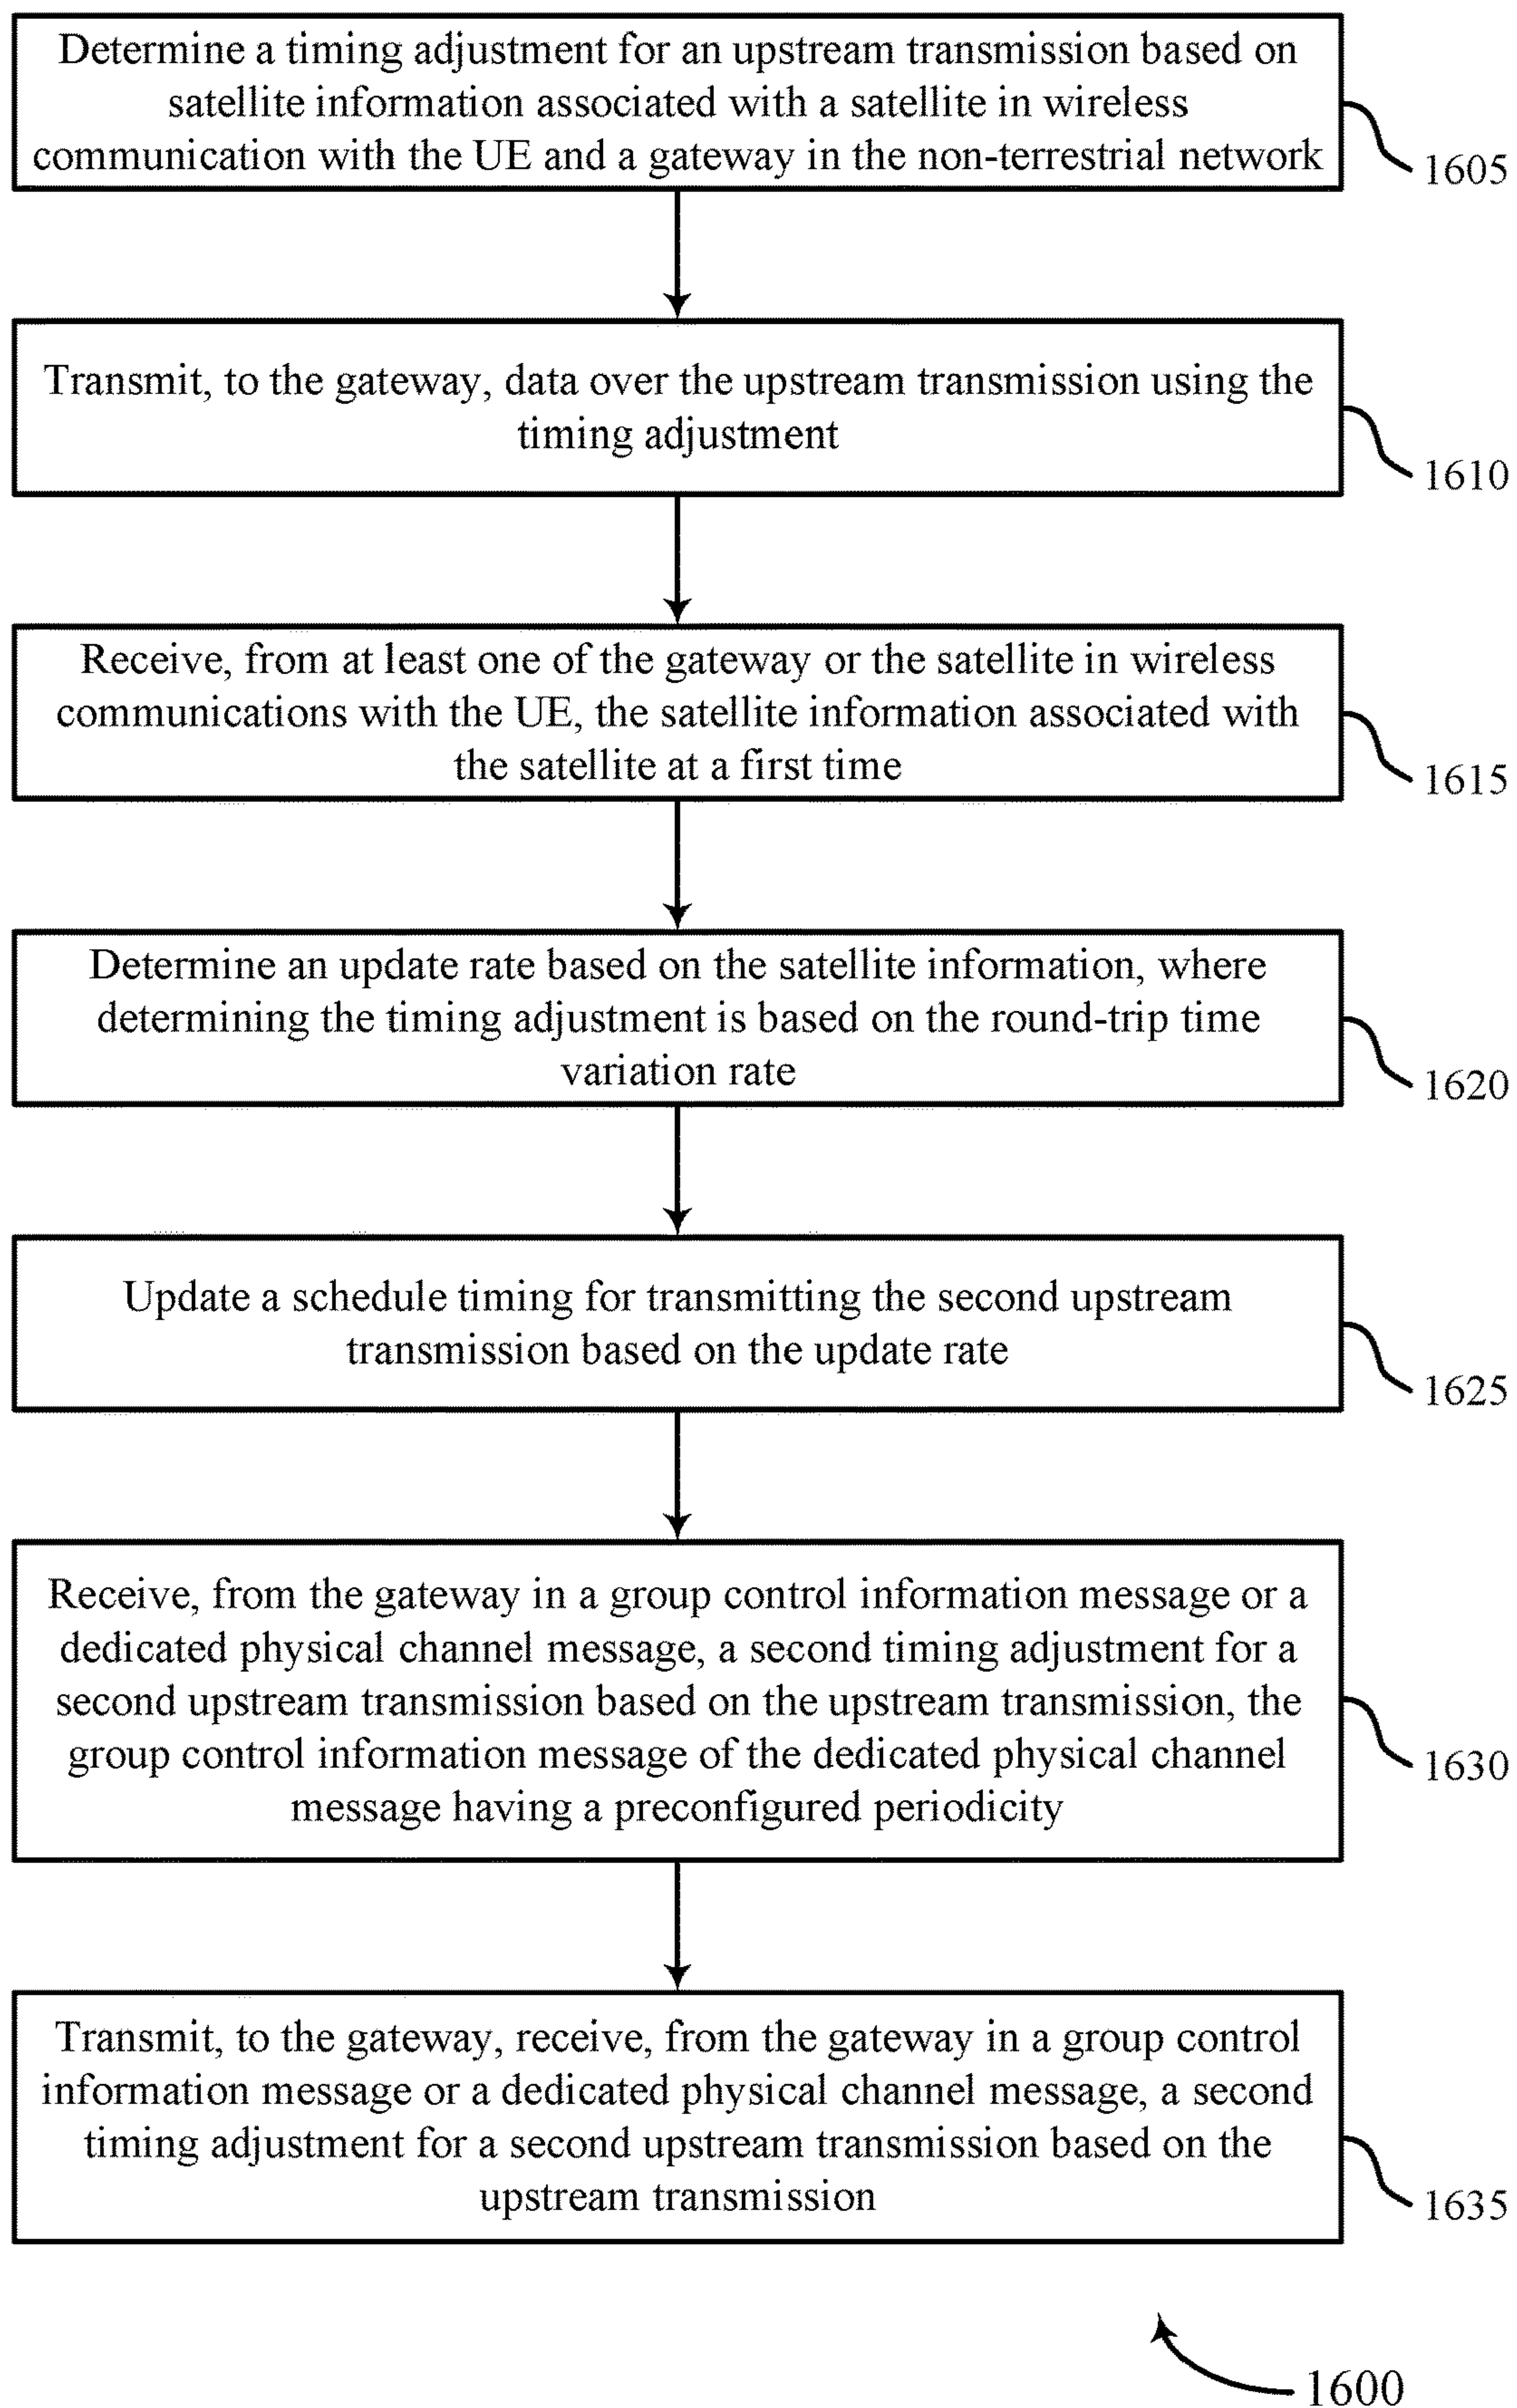 Determine a timing adjustment for an upstream transmission based on
satellite information associated with a satellite in wireless
communication with the UE and a gateway in the non-terrestrial network
1605
Transmit, to the gateway, data over the upstream transmission using the
timing adjustment
1610
Receive, from at least one of the gateway or the satellite in wireless
communications with the UE, the satellite information associated with
the satellite at a first time
1615
Determine an update rate based on the satellite information, where
determining the timing adjustment is based on the round-trip time
variation rate
1620
Update a schedule timing for transmitting the second upstream
transmission based on the update rate
1625
Receive, from the gateway in a group control information message or a
dedicated physical channel message, a second timing adjustment for a
second upstream transmission based on the upstream transmission, the
group control information message of the dedicated physical channel
message having a preconfigured periodicity
1630
Transmit, to the gateway, receive, from the gateway in a group control
information message or a dedicated physical channel message, a second
timing adjustment for a second upstream transmission based on the
upstream transmission
1635
1600